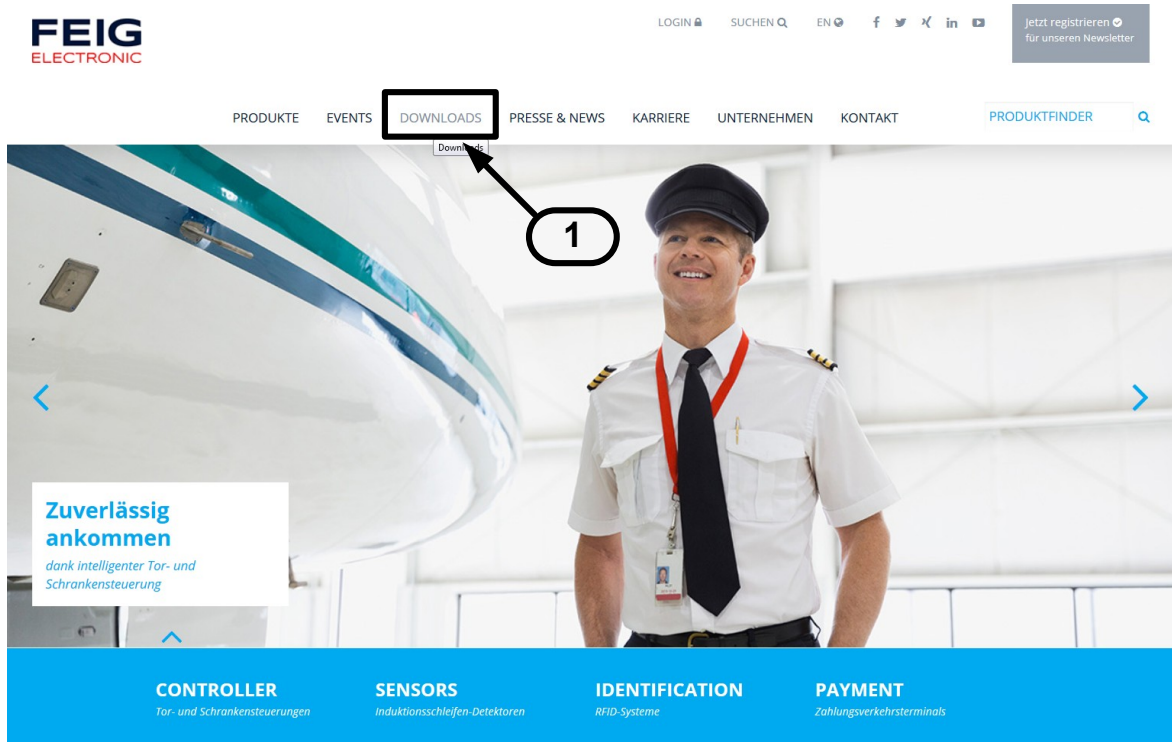 FEIG
ELECTRONIC
LOGIN SUCHEN EN
Jetzt registrieren
für unseren Newsletter
PRODUKTE EVENTS DOWNLOADS PRESSE & NEWS KARRIERE UNTERNEHMEN KONTAKT PRODUKTFINDER
Downloads
1
Zuverlässig
ankommen
dank intelligenter Tor- und
Schrankensteuerung
CONTROLLER SENSORS IDENTIFICATION PAYMENT
Tor- und Schrankensteuerungen Induktionsschleifen-Detektoren RFID-Systeme Zahlungsverkehrsterminals